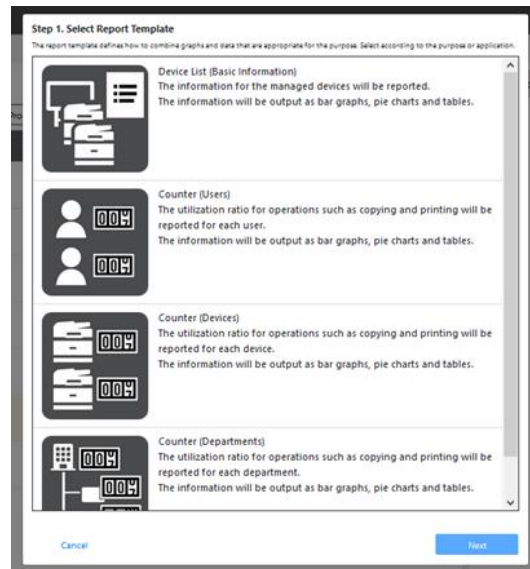 Step 1. Select Report Template
The report template defines how to combine graphs and data that are appropriate for the purpose. Select according to the purpose or application.
Device List (Basic Information)
The information for the managed devices will be reported.
The information will be output as bar graphs, pie charts and tables.
Pro
Counter (Users)
The utilization ratio for operations such as copying and printing will be
reported for each user.
The information will be output as bar graphs, pie charts and tables.
Counter (Devices)
The utilization ratio for operations such as copying and printing will be
reported for each device.
The information will be output as bar graphs, pie charts and tables.
Counter (Departments)
The utilization ratio for operations such as copying and printing will be
reported for each department.
The information will be output as bar graphs, pie charts and tables.
Cancel
Next